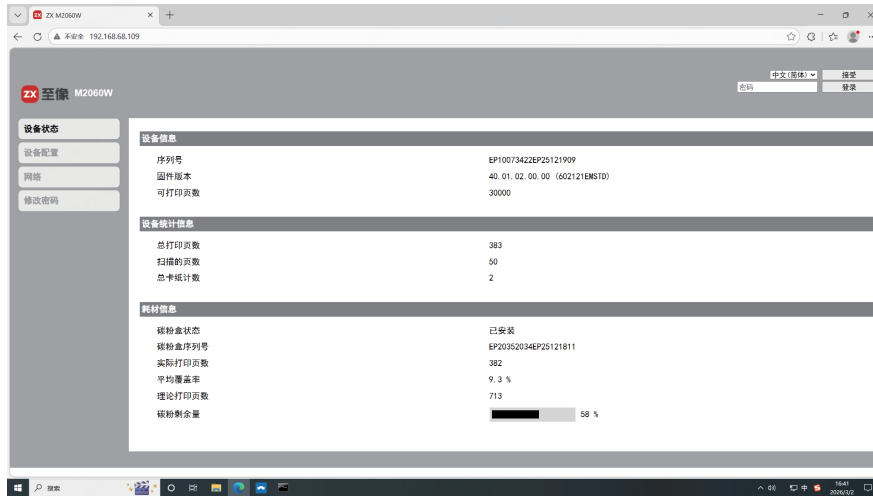 ZX M2060W
不安全 192.168.68.109
中文(简体) 接受
密码 登录
ZX 至像 M2060W
设备状态
设备配置
网络
修改密码
设备信息
序列号 EP10073422EP25121909
固件版本 40.01.02.00.00 (602121EMSTD)
可打印页数 30000
设备统计信息
总打印页数 383
扫描的页数 50
总卡纸计数 2
耗材信息
碳粉盒状态 已安装
碳粉盒序列号 EP20352034EP25121811
实际打印页数 382
平均覆盖率 9.3 %
理论打印页数 713
碳粉剩余量 58 %
搜索
中
16:41
2026/3/2